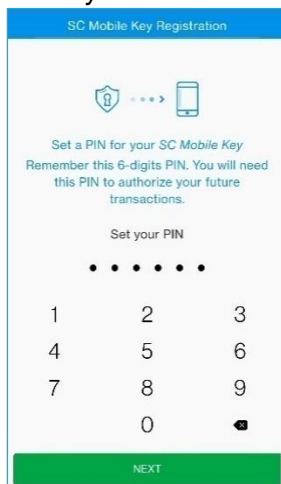 SC Mobile Key Registration
Set a PIN for your SC Mobile Key
Remember this 6-digits PIN. You will need
this PIN to authorize your future
transactions.
Set your PIN
1 2 3
4 5 6
7 8 9
0
NEXT